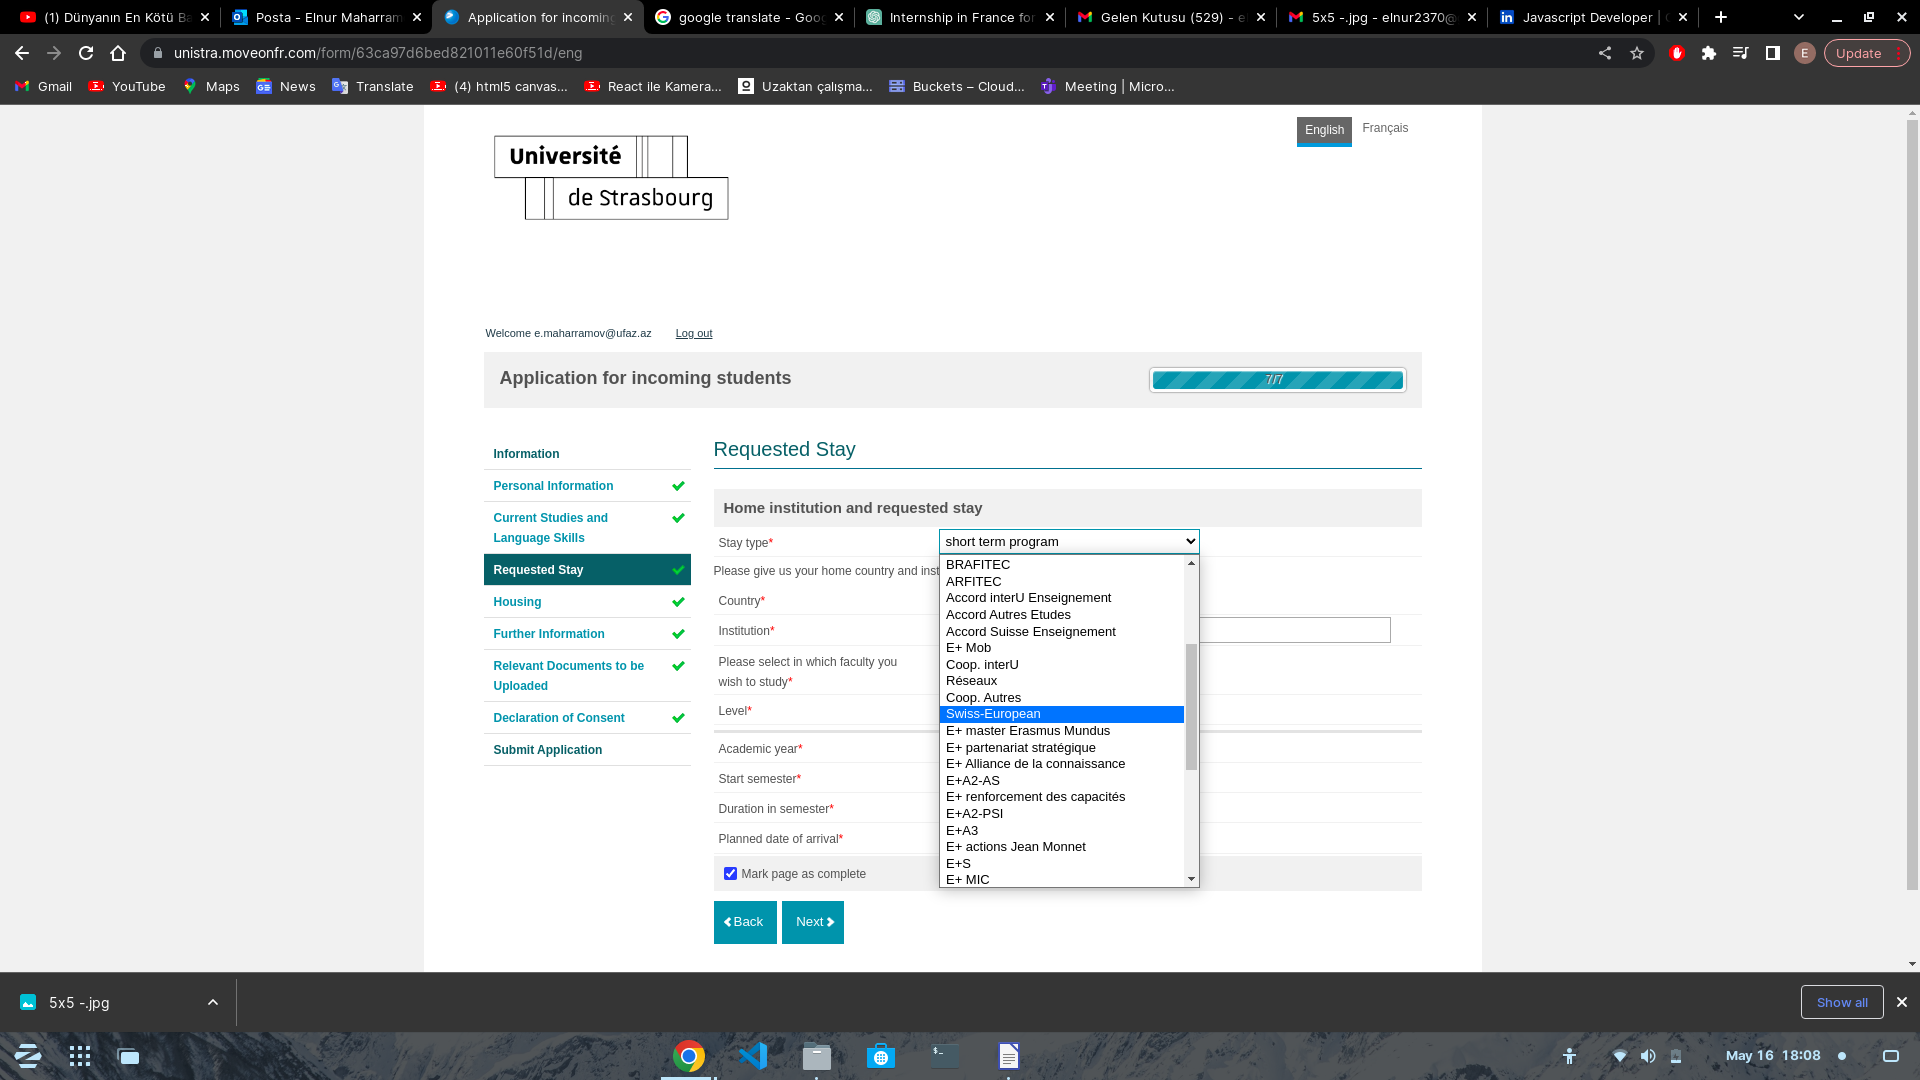 (1) Dünyanın En Kötü Ba
Posta - Elnur Maharram
Application for incoming
google translate - Goog
Internship in France for
Gelen Kutusu (529) - el
5x5 -.jpg - elnur2370@
Javascript Developer |
unistra.moveonfr.com/form/63ca97d6bed821011e60f51d/eng
E
Update
Gmail
YouTube
Maps
News
Translate
(4) html5 canvas...
React ile Kamera...
Uzaktan çalışma...
Buckets – Cloud...
Meeting | Micro...
Université
de Strasbourg
English
Français
Welcome e.maharramov@ufaz.az
Log out
Application for incoming students
7/7
Information
Personal Information
Current Studies and
Language Skills
Requested Stay
Housing
Further Information
Relevant Documents to be
Uploaded
Declaration of Consent
Submit Application
Requested Stay
Home institution and requested stay
Stay type*
short term program
Please give us your home country and inst
Country*
Institution*
Please select in which faculty you
wish to study*
Level*
Academic year*
Start semester*
Duration in semester*
Planned date of arrival*
BRAFITEC
ARFITEC
Accord interU Enseignement
Accord Autres Etudes
Accord Suisse Enseignement
E+ Mob
Coop. interU
Réseaux
Coop. Autres
Swiss-European
E+ master Erasmus Mundus
E+ partenariat stratégique
E+ Alliance de la connaissance
E+A2-AS
E+ renforcement des capacités
E+A2-PSI
E+A3
E+ actions Jean Monnet
E+S
E+ MIC
Mark page as complete
Back
Next
5x5 -.jpg
Show all
May 16 18:08